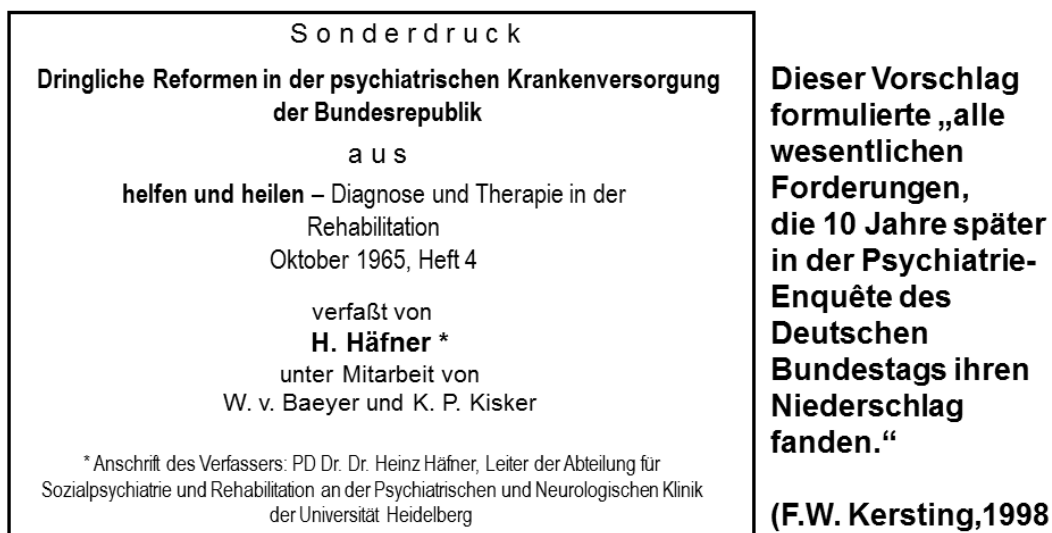 Sonderdruck
Dringliche Reformen in der psychiatrischen Krankenversorgung
der Bundesrepublik
aus
helfen und heilen – Diagnose und Therapie in der
Rehabilitation
Oktober 1965, Heft 4
verfaßt von
H. Häfner *
unter Mitarbeit von
W. v. Baeyer und K. P. Kisker
* Anschrift des Verfassers: PD Dr. Dr. Heinz Häfner, Leiter der Abteilung für
Sozialpsychiatrie und Rehabilitation an der Psychiatrischen und Neurologischen Klinik
der Universität Heidelberg
Dieser Vorschlag
formulierte „alle
wesentlichen
Forderungen,
die 10 Jahre später
in der Psychiatrie-
Enquête des
Deutschen
Bundestags ihren
Niederschlag
fanden.“
(F.W. Kersting,1998